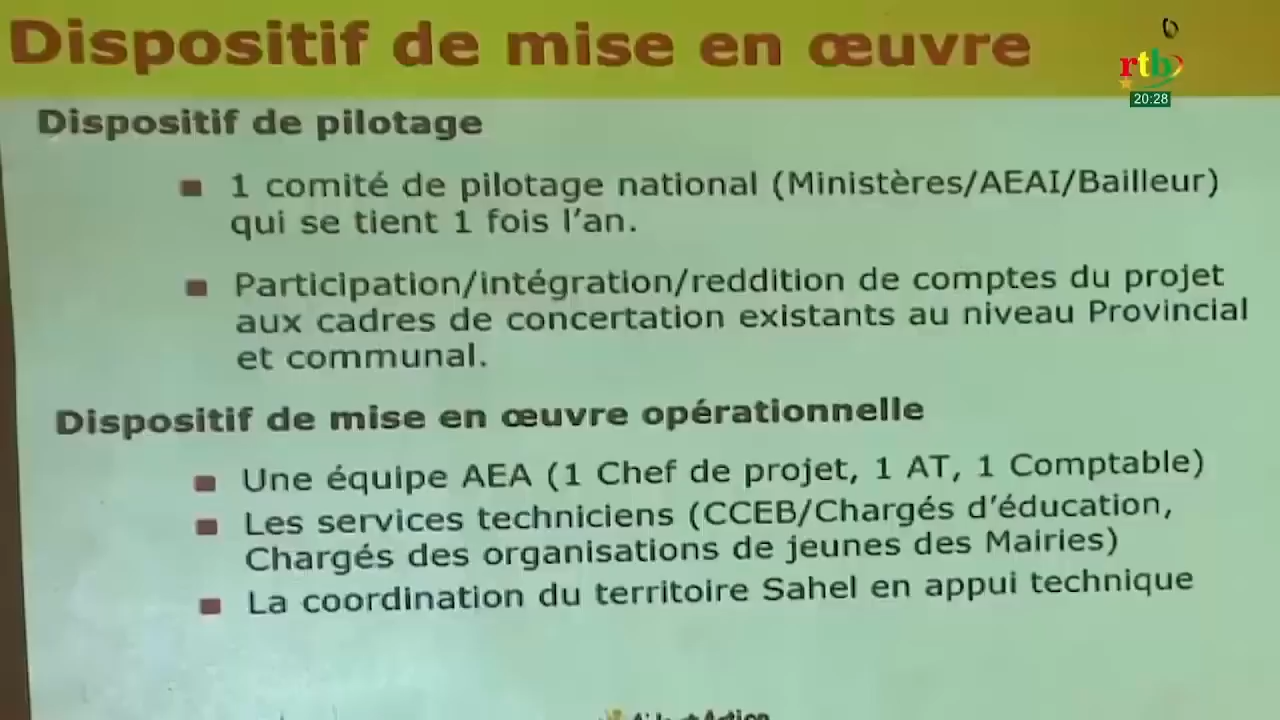 Dispositif de mise en œuvre
rtb
20:28
Dispositif de pilotage
1 comité de pilotage national (Ministères/AEAI/Bailleur)
qui se tient 1 fois l'an.
Participation/intégration/reddition de comptes du projet
aux cadres de concertation existants au niveau Provincial
et communal.
Dispositif de mise en œuvre opérationnelle
Une équipe AEA (1 Chef de projet, 1 AT, 1 Comptable)
Les services techniciens (CCEB/Chargés d'éducation,
Chargés des organisations de jeunes des Mairies)
La coordination du territoire Sahel en appui technique